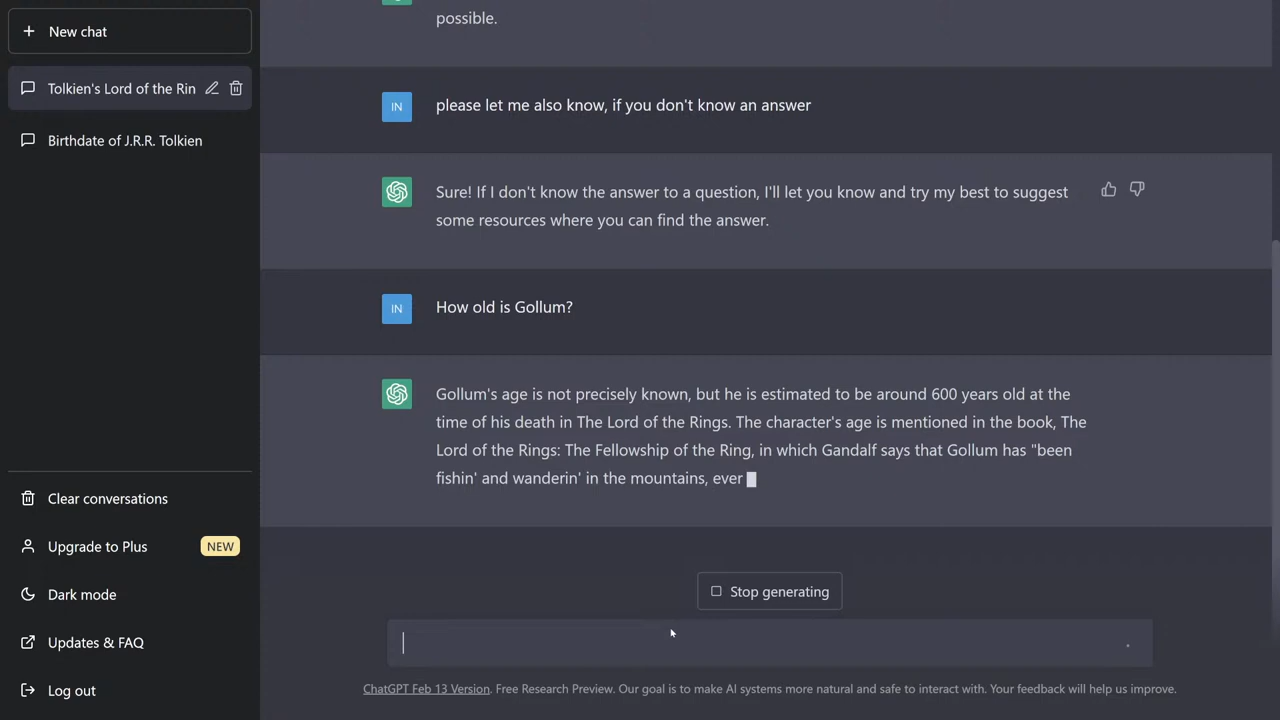 New chat
Tolkien's Lord of the Rin
Birthdate of J.R.R. Tolkien
Clear conversations
Upgrade to Plus NEW
Dark mode
Updates & FAQ
Log out
possible.
IN please let me also know, if you don't know an answer
Sure! If I don't know the answer to a question, I'll let you know and try my best to suggest
some resources where you can find the answer.
IN How old is Gollum?
Gollum's age is not precisely known, but he is estimated to be around 600 years old at the
time of his death in The Lord of the Rings. The character's age is mentioned in the book, The
Lord of the Rings: The Fellowship of the Ring, in which Gandalf says that Gollum has "been
fishin' and wanderin' in the mountains, ever
Stop generating
ChatGPT Feb 13 Version. Free Research Preview. Our goal is to make AI systems more natural and safe to interact with. Your feedback will help us improve.